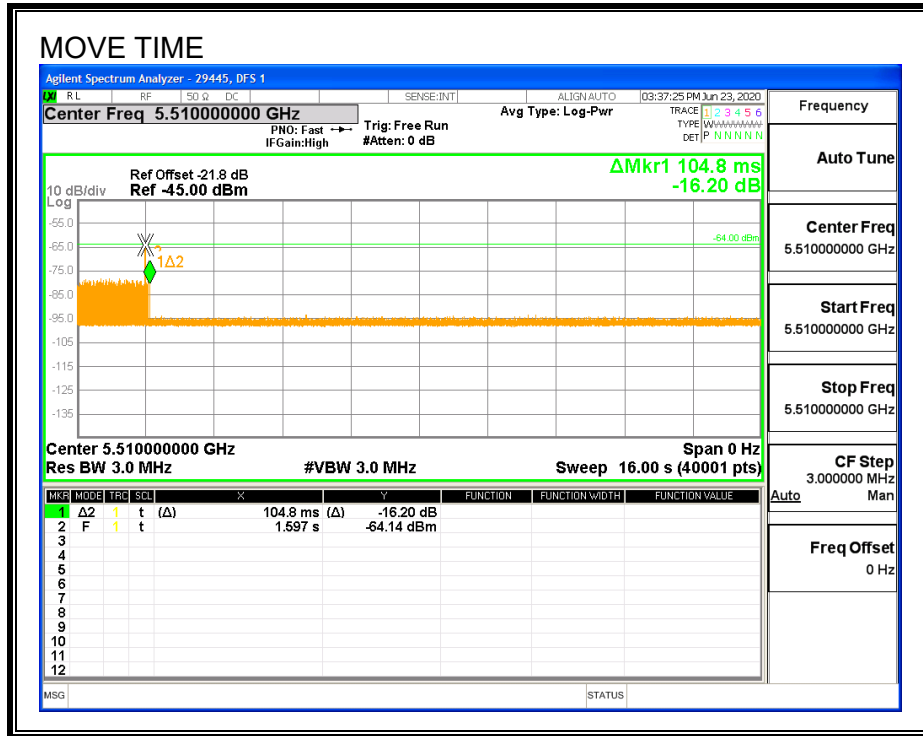 MOVE TIME
Agilent Spectrum Analyzer - 29445, DFS 1
LXI RL RF 50 Ω DC SENSE:INT ALIGN AUTO 03:37:25 PM Jun 23, 2020
Center Freq 5.510000000 GHz
PNO: Fast
IFGain:High
Trig: Free Run
#Atten: 0 dB
Avg Type: Log-Pwr
TRACE 1 2 3 4 5 6
TYPE WWWWWW
DET P N N N N N
ΔMkr1 104.8 ms
-16.20 dB
Ref Offset -21.8 dB
10 dB/div Ref -45.00 dBm
Log
-55.0
-65.0
-75.0
-85.0
-95.0
-105
-115
-125
-135
-64.00 dBm
2
1Δ2
Center 5.510000000 GHz Span 0 Hz
Res BW 3.0 MHz #VBW 3.0 MHz Sweep 16.00 s (40001 pts)
MKR MODE TRC SCL X Y FUNCTION FUNCTION WIDTH FUNCTION VALUE
1 Δ2 1 t (Δ) 104.8 ms (Δ) -16.20 dB
2 F 1 t 1.597 s -64.14 dBm
3
4
5
6
7
8
9
10
11
12
MSG STATUS
Frequency
Auto Tune
Center Freq
5.510000000 GHz
Start Freq
5.510000000 GHz
Stop Freq
5.510000000 GHz
CF Step
3.000000 MHz
Auto Man
Freq Offset
0 Hz